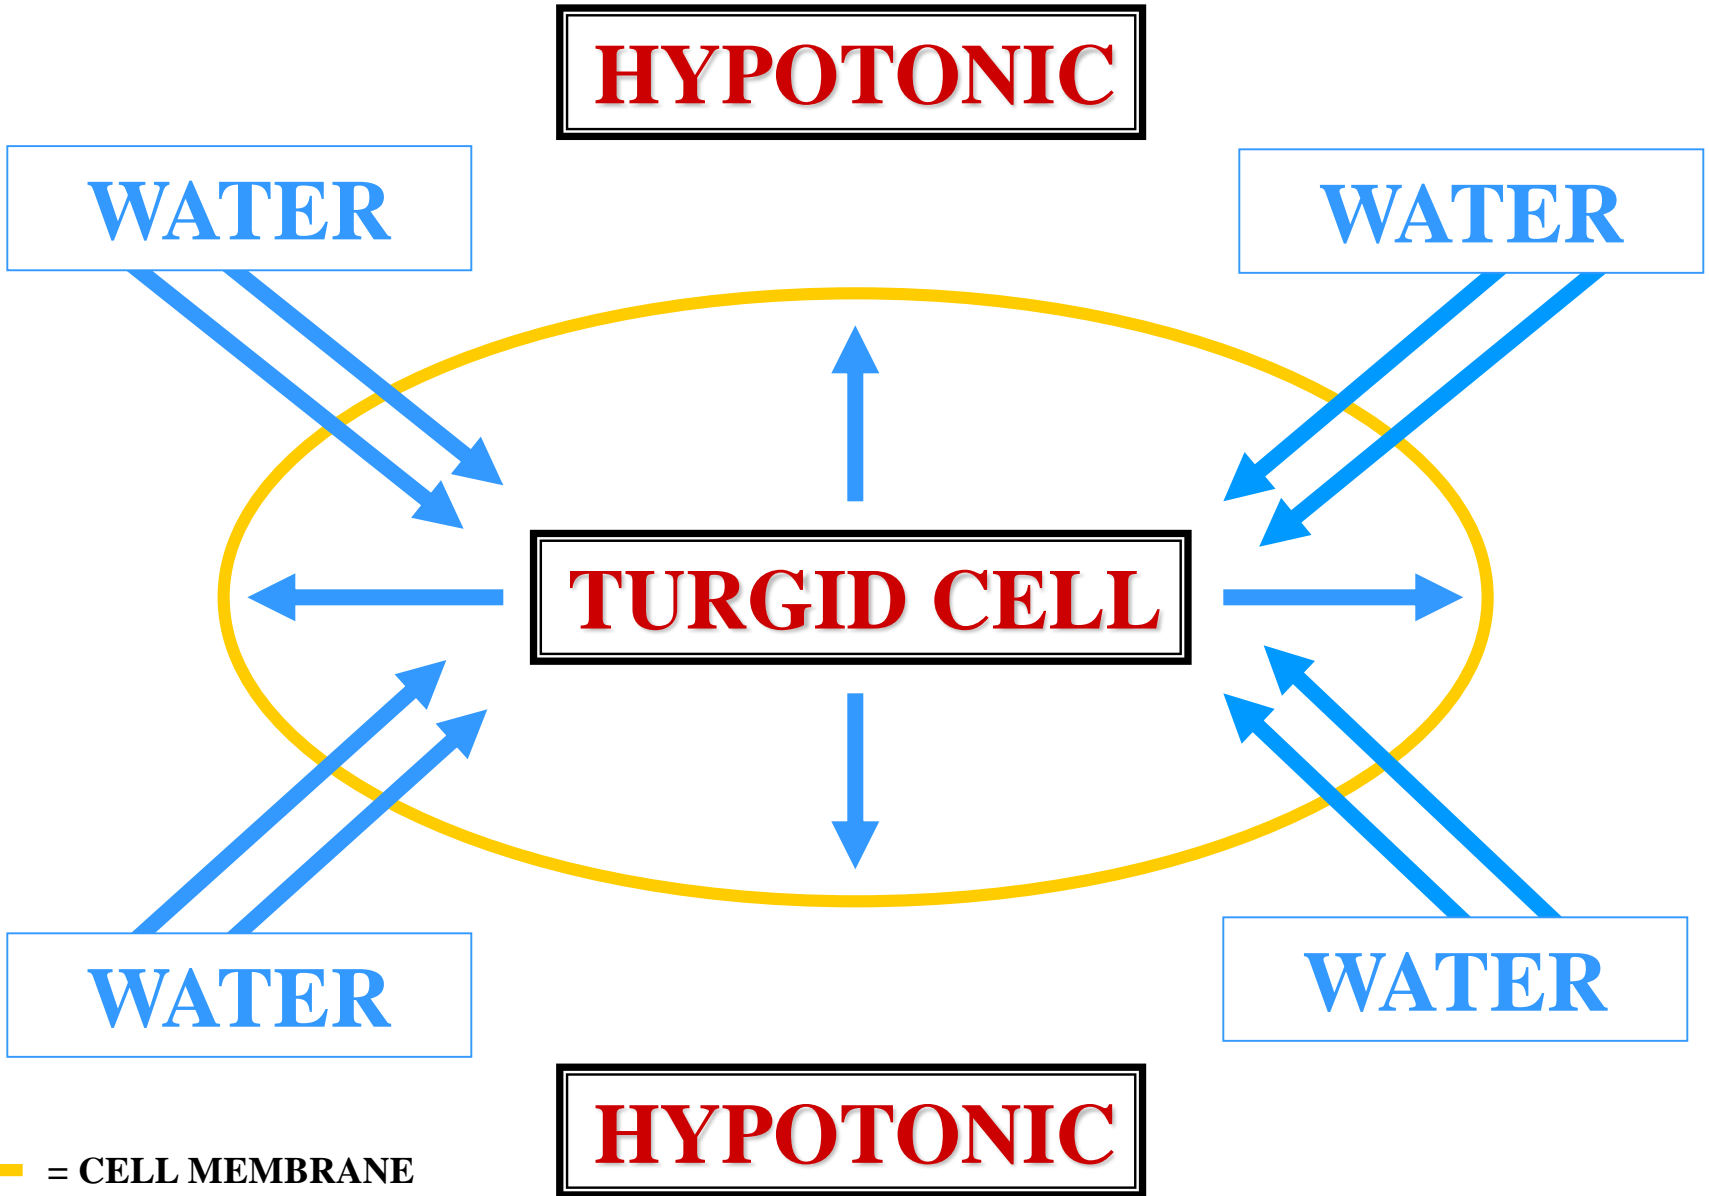 HYPOTONIC
WATER
WATER
TURGID CELL
WATER
WATER
HYPOTONIC
= CELL MEMBRANE